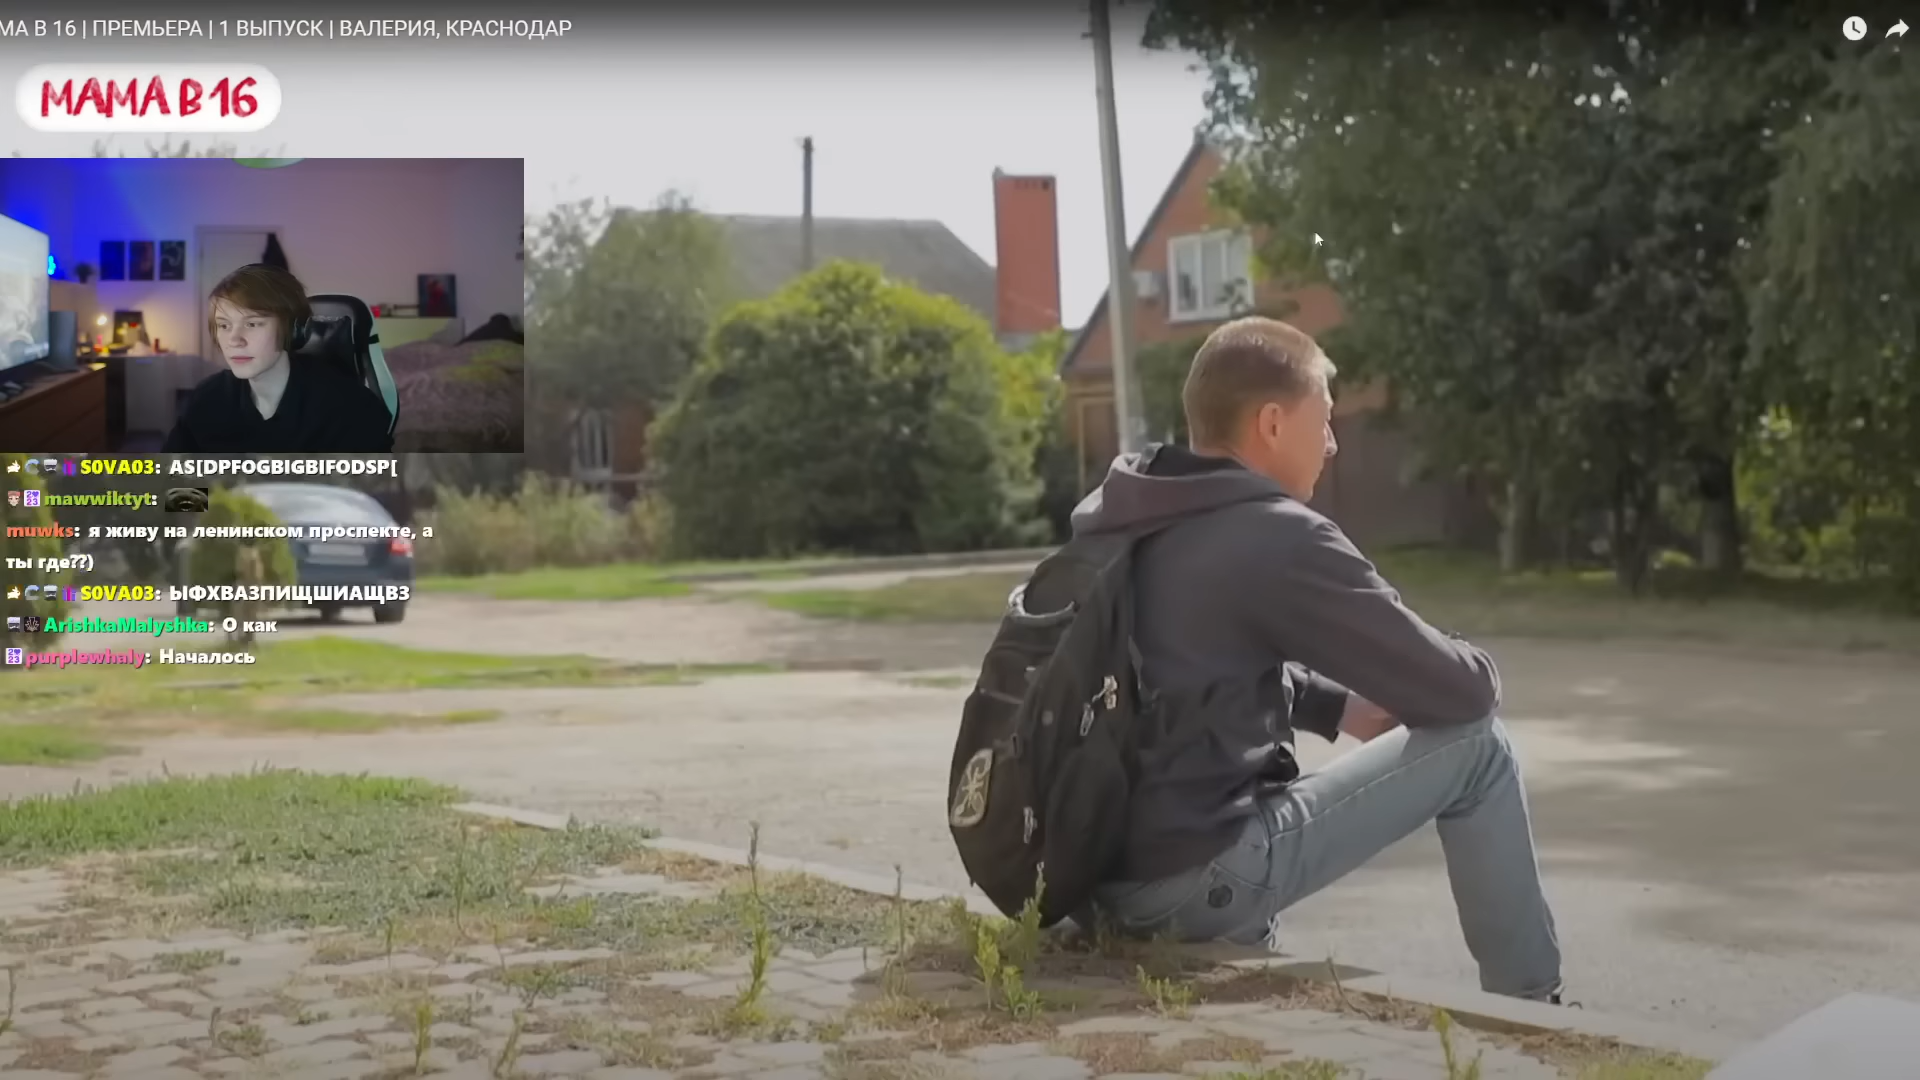 МА В 16 | ПРЕМЬЕРА | 1 ВЫПУСК | ВАЛЕРИЯ, КРАСНОДАР
МАМА В 16
S0VA03: AS[DPFOGBIGBIFODSP[
mawwiktyt:
muwks: я живу на ленинском проспекте, а
ты где??)
S0VA03: ЫФХВАЗПИЩШИАЩВЗ
ArishkaMalyshka: О как
purplewhaly: Началось